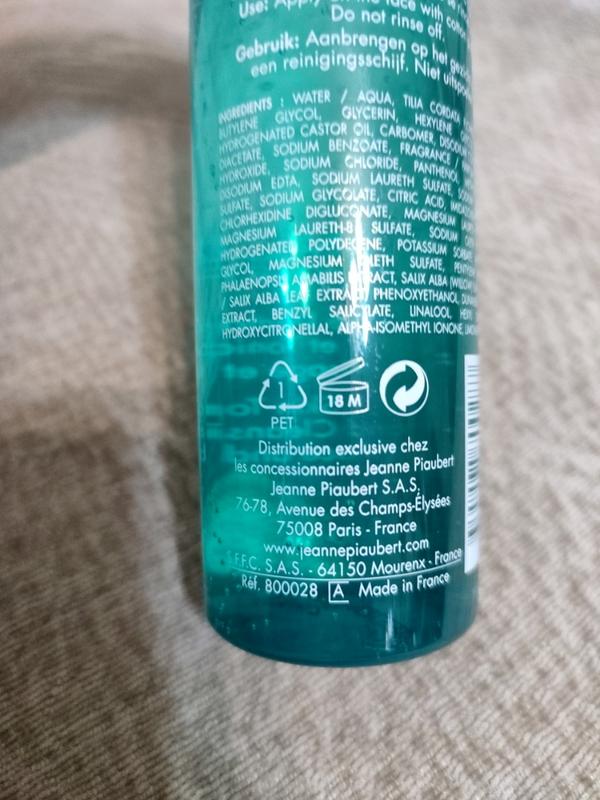 Use: Apply on the face with cotton
Do not rinse off.
Gebruik: Aanbrengen op het
een reinigingsschijf. Niet
INGREDIENTS : WATER / AQUA, TILIA CORDATA
BUTYLENE GLYCOL, GLYCERIN, HEXYLENE
HYDROGENATED CASTOR OIL, CARBOMER, DISODIUM
DIACETATE, SODIUM BENZOATE, FRAGRANCE /
HYDROXIDE, SODIUM CHLORIDE, PANTHENOL,
DISODIUM EDTA, SODIUM LAURETH SULFATE,
SULFATE, SODIUM GLYCOLATE, CITRIC ACID,
CHLORHEXIDINE DIGLUCONATE, MAGNESIUM
MAGNESIUM LAURETH-8 SULFATE, SODIUM
HYDROGENATED POLYDECENE, POTASSIUM
GLYCOL, MAGNESIUM OLETH SULFATE,
PHALAENOPSIS AMABILIS EXTRACT, SALIX ALBA (WILLOW)
/ SALIX ALBA LEAF EXTRACT, PHENOXYETHANOL,
EXTRACT, BENZYL SALICYLATE, LINALOOL,
HYDROXYCITRONELLAL, ALPHA-ISOMETHYL IONONE,
1
PET
18 M
Distribution exclusive chez
les concessionnaires Jeanne Piaubert
Jeanne Piaubert S.A.S.
76-78, Avenue des Champs-Élysées
75008 Paris - France
www.jeannepiaubert.com
S.F.F.C. S.A.S. - 64150 Mourenx - France
Réf. 800028 A Made in France